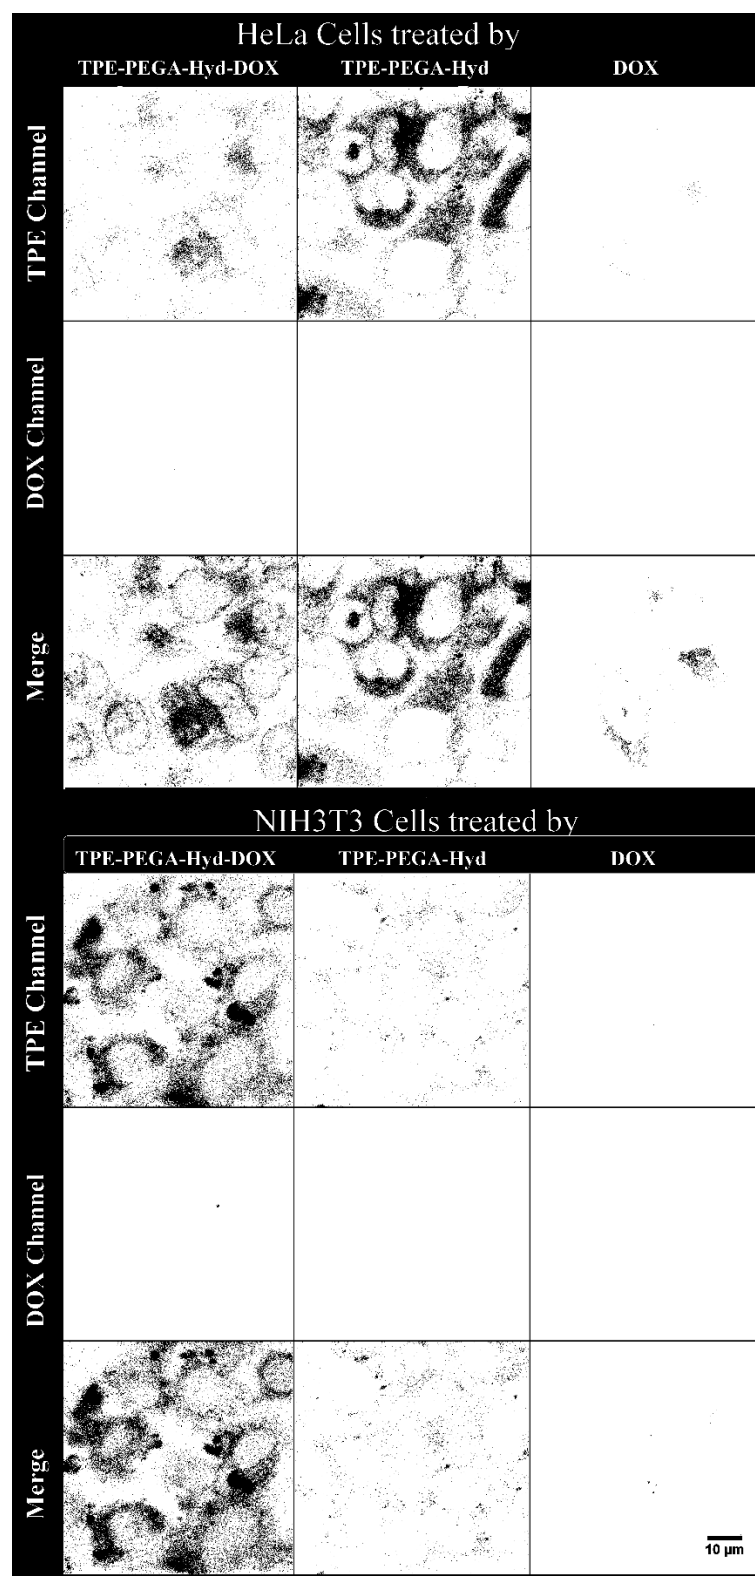 HeLa Cells treated by
TPE-PEGA-Hyd-DOX TPE-PEGA-Hyd DOX
TPE Channel
DOX Channel
Merge
NIH3T3 Cells treated by
TPE-PEGA-Hyd-DOX TPE-PEGA-Hyd DOX
TPE Channel
DOX Channel
Merge
10 µm